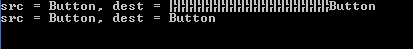 src = Button, dest = ╠╠╠╠╠╠╠╠╠╠╠╠╠╠╠╠╠╠╠╠Button
src = Button, dest = Button